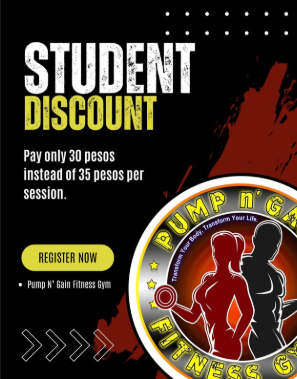 STUDENT
DISCOUNT
Pay only 30 pesos
instead of 35 pesos per
session.
REGISTER NOW
Pump N' Gain Fitness Gym
PUMP n' GA
Transform Your Body, Transform Your Life
FITNESS GY